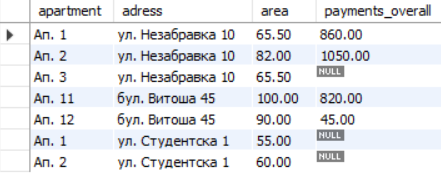 apartment adress area payments_overall
Ап. 1 ул. Незабравка 10 65.50 860.00
Ап. 2 ул. Незабравка 10 82.00 1050.00
Ап. 3 ул. Незабравка 10 65.50 NULL
Ап. 11 бул. Витоша 45 100.00 820.00
Ап. 12 бул. Витоша 45 90.00 45.00
Ап. 1 ул. Студентска 1 55.00 NULL
Ап. 2 ул. Студентска 1 60.00 NULL